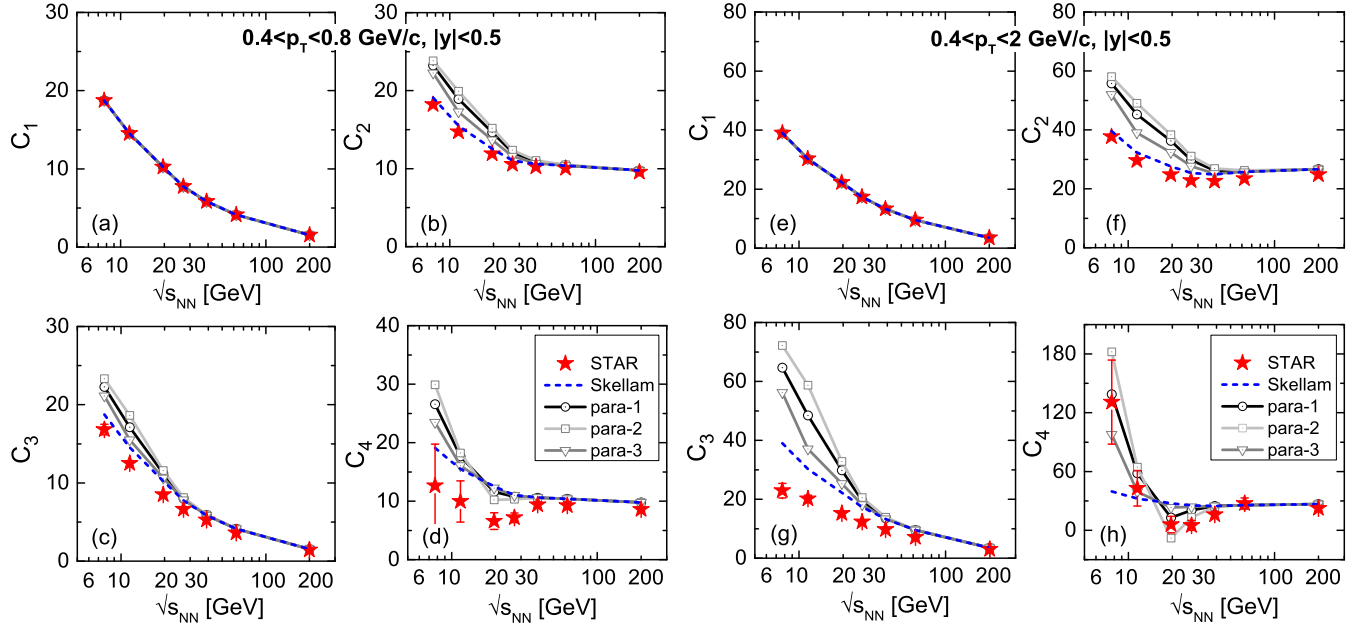 0.4<p_T<0.8 GeV/c, |y|<0.5
0.4<p_T<2 GeV/c, |y|<0.5
30
20
10
0
C_1
(a)
6 10 20 30 100 200
√s_NN [GeV]
30
20
10
0
C_2
(b)
6 10 20 30 100 200
√s_NN [GeV]
80
60
40
20
0
C_1
(e)
6 10 20 30 100 200
√s_NN [GeV]
80
60
40
20
0
C_2
(f)
6 10 20 30 100 200
√s_NN [GeV]
30
20
10
0
C_3
(c)
6 10 20 30 100 200
√s_NN [GeV]
40
30
20
10
0
C_4
STAR
Skellam
para-1
para-2
para-3
(d)
6 10 20 30 100 200
√s_NN [GeV]
80
60
40
20
0
C_3
(g)
6 10 20 30 100 200
√s_NN [GeV]
180
120
60
0
C_4
STAR
Skellam
para-1
para-2
para-3
(h)
6 10 20 30 100 200
√s_NN [GeV]